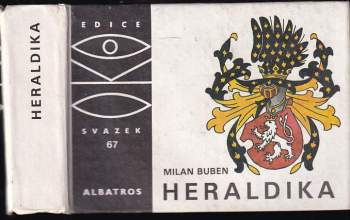 HERALDIKA
EDICE
OKO
SVAZEK
67
ALBATROS
MILAN BUBEN
HERALDIKA